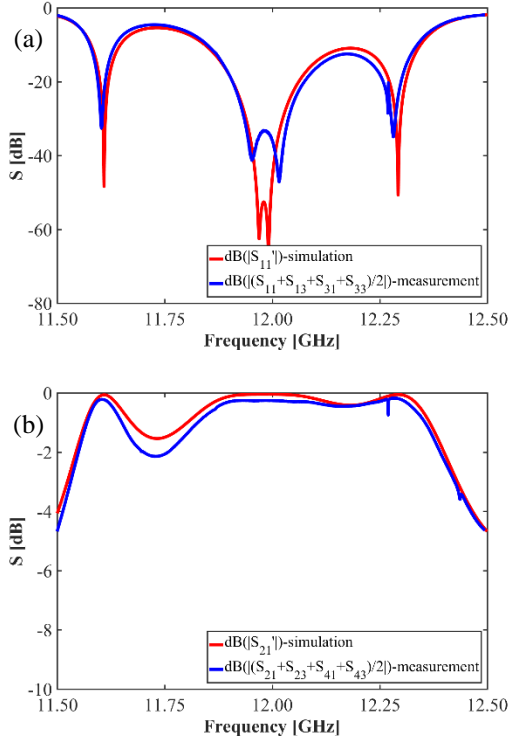 (a)
0
-20
-40
-60
-80
S [dB]
dB(|S11'|)-simulation
dB(|(S11+S13+S31+S33)/2|)-measurement
11.50 11.75 12.00 12.25 12.50
Frequency [GHz]
(b)
0
-2
-4
-6
-8
-10
S [dB]
dB(|S21'|)-simulation
dB(|(S21+S23+S41+S43)/2|)-measurement
11.50 11.75 12.00 12.25 12.50
Frequency [GHz]